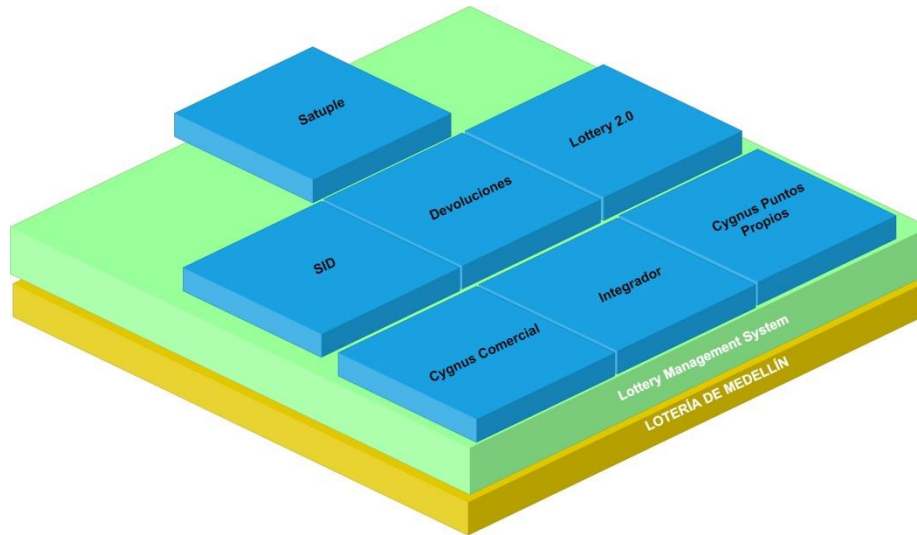 Satuple
Lottery 2.0
Devoluciones
Cygnus Puntos
Propios
SID
Integrador
Cygnus Comercial
Lottery Management System
LOTERÍA DE MEDELLÍN